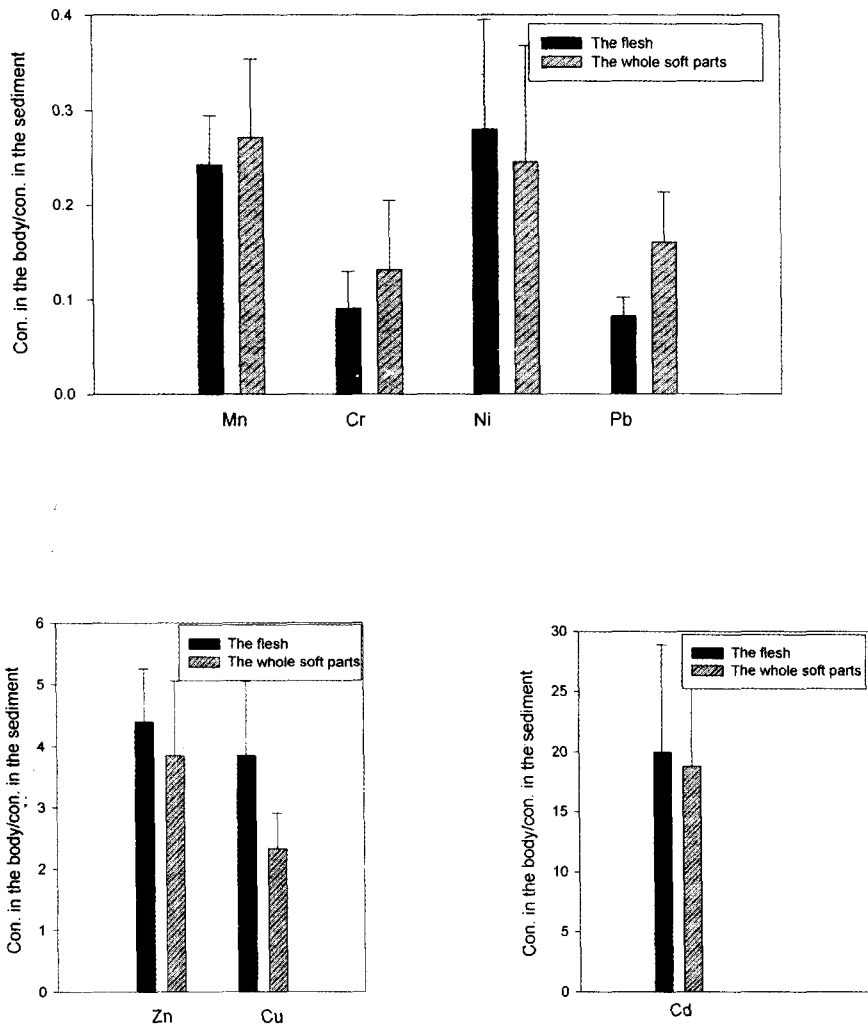 0.4
0.3
0.2
0.1
0.0
Con. in the body/con. in the sediment
The flesh
The whole soft parts
Mn Cr Ni Pb
6
5
4
3
2
1
0
Con. in the body/con. in the sediment
The flesh
The whole soft parts
Zn Cu
30
25
20
15
10
5
0
Con. in the body/con. in the sediment
The flesh
The whole soft parts
Cd